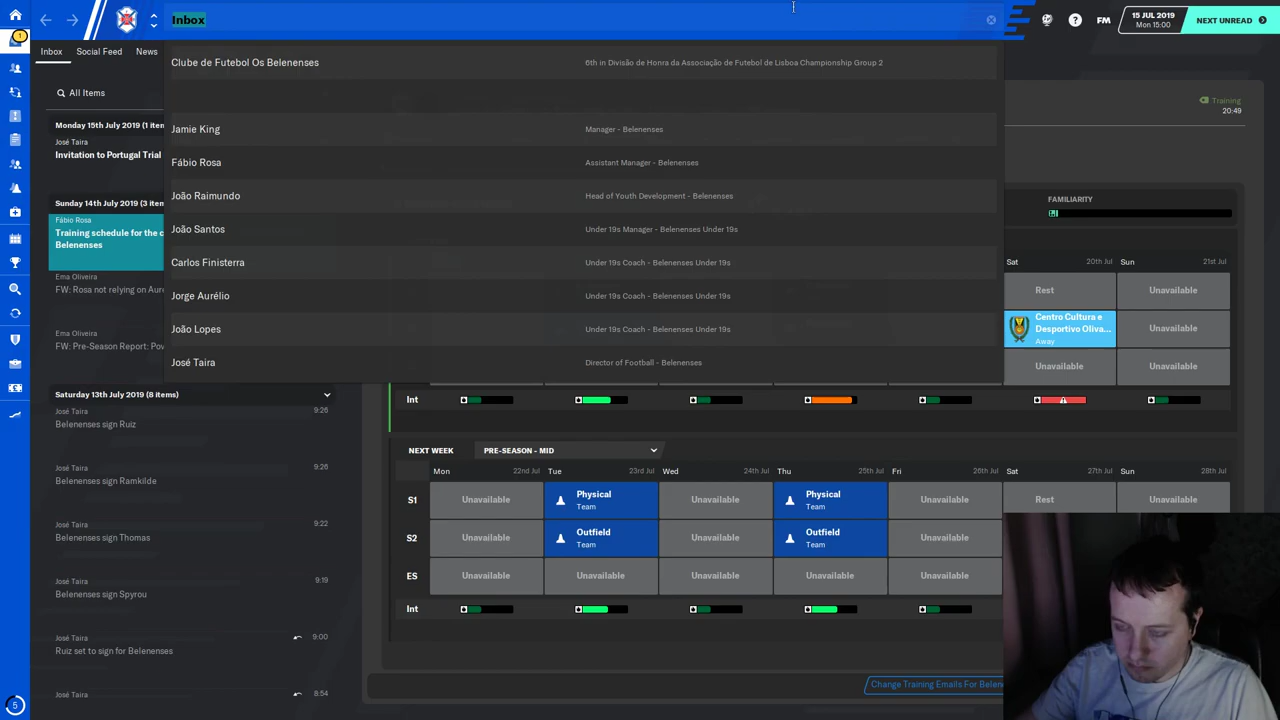 Inbox
FM
15 JUL 2019
Mon 15:00
NEXT UNREAD
1
Inbox
Social Feed
News
Clube de Futebol Os Belenenses
6th in Divisão de Honra da Associação de Futebol de Lisboa Championship Group 2
All Items
Training
20:49
Monday 15th July 2019 (1 item
José Taira
Invitation to Portugal Trial
Jamie King
Manager - Belenenses
Fábio Rosa
Assistant Manager - Belenenses
João Raimundo
Head of Youth Development - Belenenses
João Santos
Under 19s Manager - Belenenses Under 19s
Carlos Finisterra
Under 19s Coach - Belenenses Under 19s
Jorge Aurélio
Under 19s Coach - Belenenses Under 19s
João Lopes
Under 19s Coach - Belenenses Under 19s
José Taira
Director of Football - Belenenses
Sunday 14th July 2019 (3 item
Fábio Rosa
Training schedule for the c
Belenenses
Ema Oliveira
FW: Rosa not relying on Auro
Ema Oliveira
FW: Pre-Season Report: Pov
FAMILIARITY
Sat
20th Jul
Sun
21st Jul
Rest
Unavailable
Centro Cultura e
Desportivo Oliva...
Away
Unavailable
Unavailable
Unavailable
Saturday 13th July 2019 (8 items)
José Taira
9:26
Belenenses sign Ruiz
José Taira
9:26
Belenenses sign Ramkilde
José Taira
9:22
Belenenses sign Thomas
José Taira
9:19
Belenenses sign Spyrou
José Taira
9:00
Ruiz set to sign for Belenenses
José Taira
8:54
Int
NEXT WEEK
PRE-SEASON - MID
Mon
22nd Jul
Tue
23rd Jul
Wed
24th Jul
Thu
25th Jul
Fri
26th Jul
Sat
27th Jul
Sun
28th Jul
S1
Unavailable
Physical
Team
Unavailable
Physical
Team
Unavailable
Rest
Unavailable
S2
Unavailable
Outfield
Team
Unavailable
Outfield
Team
Unavailable
ES
Unavailable
Unavailable
Unavailable
Unavailable
Unavailable
Int
Change Training Emails For Belen
5